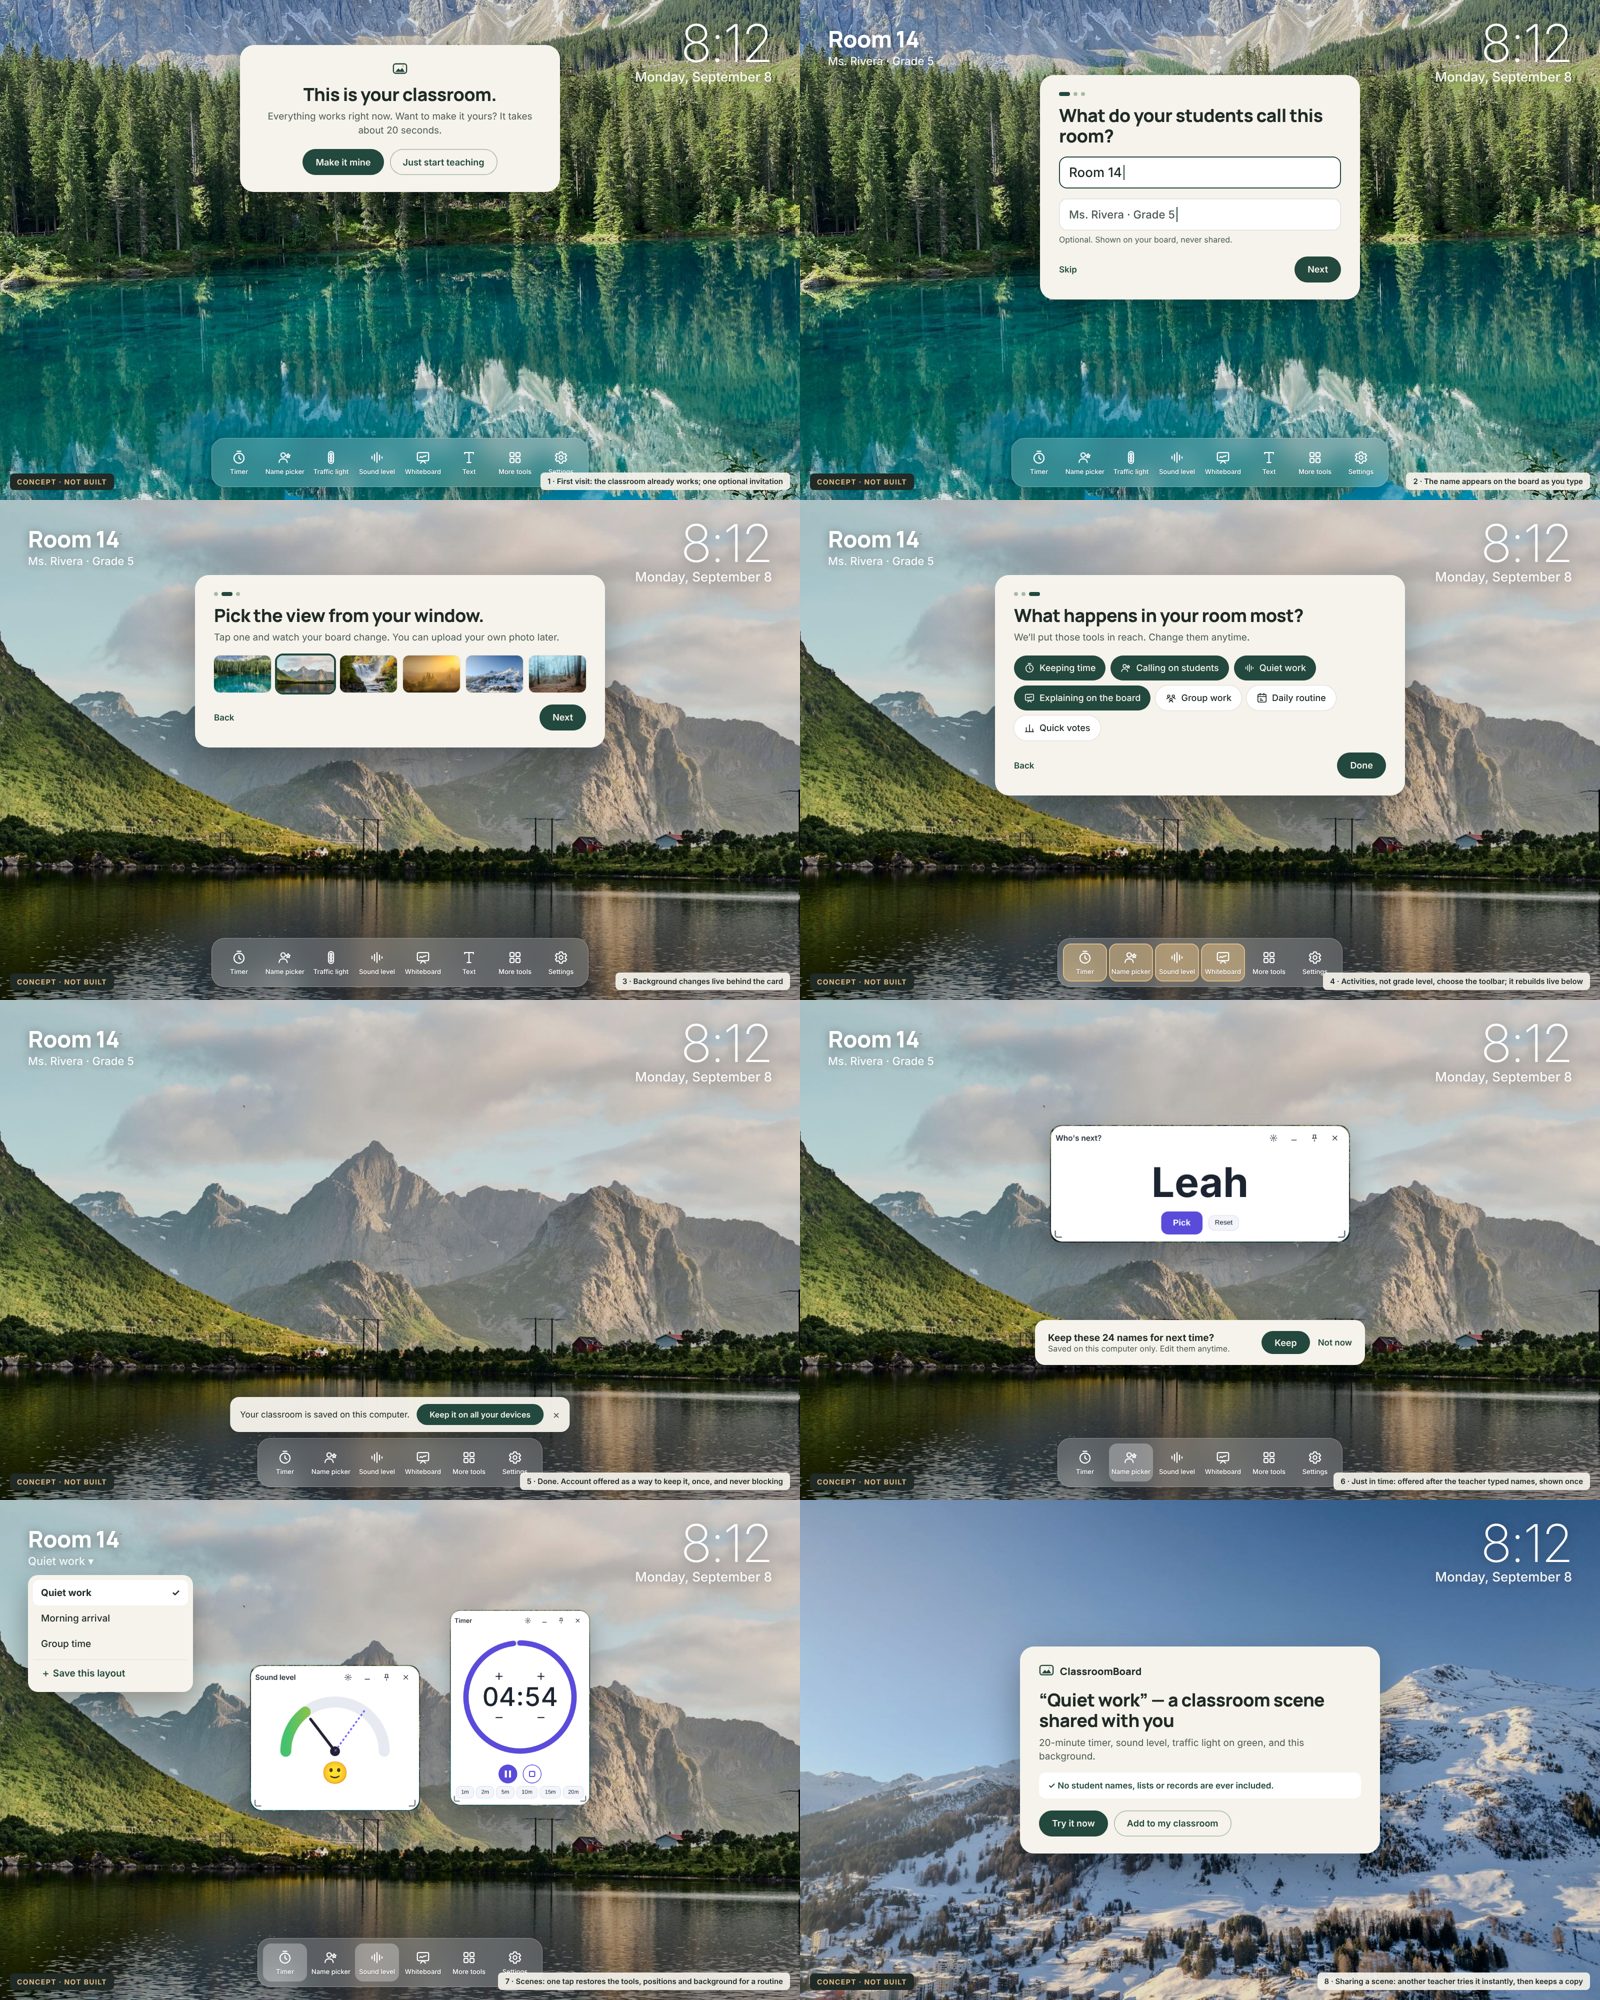 8:12
Monday, September 8
This is your classroom.
Everything works right now. Want to make it yours? It takes
about 20 seconds.
Make it mine
Just start teaching
Timer
Name picker
Traffic light
Sound level
Whiteboard
Text
More tools
Settings
CONCEPT · NOT BUILT
1 · First visit: the classroom already works; one optional invitation
Room 14
Ms. Rivera · Grade 5
8:12
Monday, September 8
What do your students call this
room?
Room 14
Ms. Rivera · Grade 5
Optional. Shown on your board, never shared.
Skip
Next
Timer
Name picker
Traffic light
Sound level
Whiteboard
Text
More tools
Settings
CONCEPT · NOT BUILT
2 · The name appears on the board as you type
Room 14
Ms. Rivera · Grade 5
8:12
Monday, September 8
Pick the view from your window.
Tap one and watch your board change. You can upload your own photo later.
Back
Next
Timer
Name picker
Traffic light
Sound level
Whiteboard
Text
More tools
Settings
CONCEPT · NOT BUILT
3 · Background changes live behind the card
Room 14
Ms. Rivera · Grade 5
8:12
Monday, September 8
What happens in your room most?
We'll put those tools in reach. Change them anytime.
Keeping time
Calling on students
Quiet work
Explaining on the board
Group work
Daily routine
Quick votes
Back
Done
Timer
Name picker
Sound level
Whiteboard
More tools
Settings
CONCEPT · NOT BUILT
4 · Activities, not grade level, choose the toolbar; it rebuilds live below
Room 14
Ms. Rivera · Grade 5
8:12
Monday, September 8
Your classroom is saved on this computer.
Keep it on all your devices
×
Timer
Name picker
Sound level
Whiteboard
More tools
Settings
CONCEPT · NOT BUILT
5 · Done. Account offered as a way to keep it, once, and never blocking
Room 14
Ms. Rivera · Grade 5
8:12
Monday, September 8
Who's next?
Leah
Pick
Reset
Keep these 24 names for next time?
Saved on this computer only. Edit them anytime.
Keep
Not now
Timer
Name picker
Sound level
Whiteboard
More tools
Settings
CONCEPT · NOT BUILT
6 · Just in time: offered after the teacher typed names, shown once
Room 14
Quiet work ▾
8:12
Monday, September 8
Quiet work ✓
Morning arrival
Group time
+ Save this layout
Sound level
Timer
+ +
04:54
− −
1m 2m 5m 10m 15m 20m
Timer
Name picker
Sound level
Whiteboard
More tools
Settings
CONCEPT · NOT BUILT
7 · Scenes: one tap restores the tools, positions and background for a routine
8:12
Monday, September 8
ClassroomBoard
“Quiet work” — a classroom scene
shared with you
20-minute timer, sound level, traffic light on green, and this
background.
✓ No student names, lists or records are ever included.
Try it now
Add to my classroom
CONCEPT · NOT BUILT
8 · Sharing a scene: another teacher tries it instantly, then keeps a copy